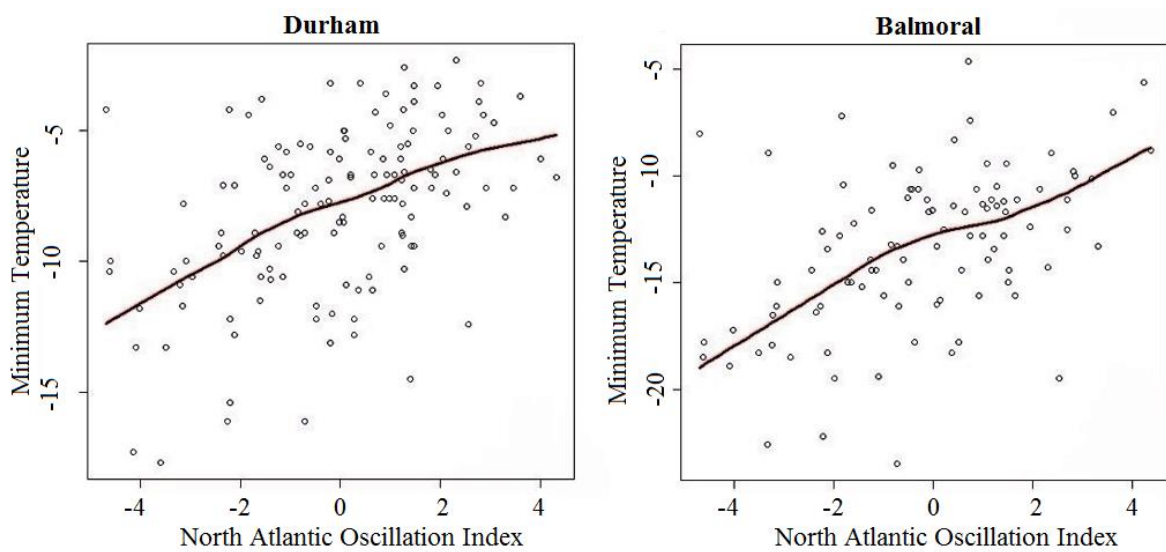 Durham
Minimum Temperature
-5
-10
-15
-4
-2
0
2
4
North Atlantic Oscillation Index
Balmoral
Minimum Temperature
-5
-10
-15
-20
-4
-2
0
2
4
North Atlantic Oscillation Index